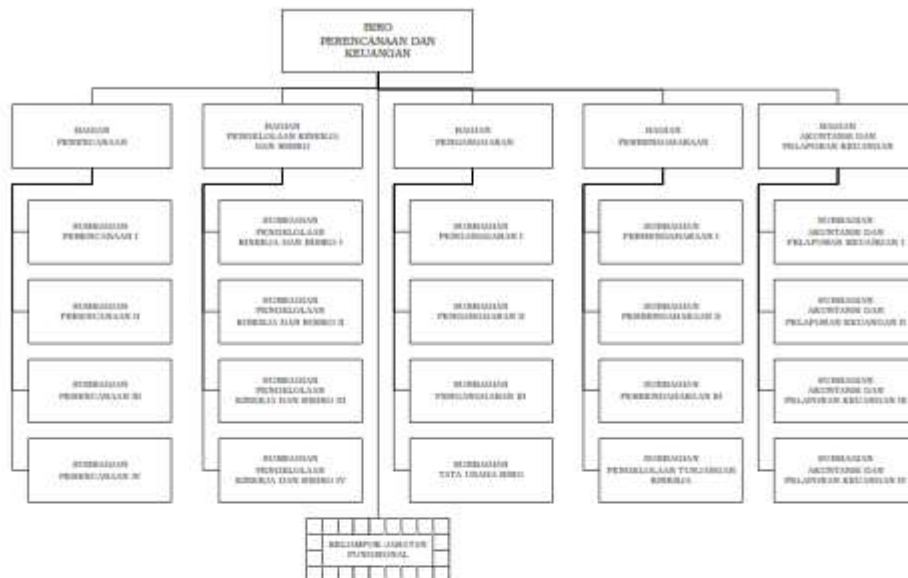 BIRO
PERENCANAAN DAN
KEUANGAN
BAGIAN
PERENCANAAN
BAGIAN
PENGELOLAAN KINERJA
DAN RISIKO
BAGIAN
PENGANGGARAN
BAGIAN
PERBENDAHARAAN
BAGIAN
AKUNTANSI DAN
PELAPORAN KEUANGAN
SUBBAGIAN
PERENCANAAN I
SUBBAGIAN
PENGELOLAAN
KINERJA DAN RISIKO I
SUBBAGIAN
PENGANGGARAN I
SUBBAGIAN
PERBENDAHARAAN I
SUBBAGIAN
AKUNTANSI DAN
PELAPORAN KEUANGAN I
SUBBAGIAN
PERENCANAAN II
SUBBAGIAN
PENGELOLAAN
KINERJA DAN RISIKO II
SUBBAGIAN
PENGANGGARAN II
SUBBAGIAN
PERBENDAHARAAN II
SUBBAGIAN
AKUNTANSI DAN
PELAPORAN KEUANGAN II
SUBBAGIAN
PERENCANAAN III
SUBBAGIAN
PENGELOLAAN
KINERJA DAN RISIKO III
SUBBAGIAN
PENGANGGARAN III
SUBBAGIAN
PERBENDAHARAAN III
SUBBAGIAN
AKUNTANSI DAN
PELAPORAN KEUANGAN III
SUBBAGIAN
PERENCANAAN IV
SUBBAGIAN
PENGELOLAAN
KINERJA DAN RISIKO IV
SUBBAGIAN
TATA USAHA BIRO
SUBBAGIAN
PENGELOLAAN TUNJANGAN
KINERJA
SUBBAGIAN
AKUNTANSI DAN
PELAPORAN KEUANGAN IV
KELOMPOK JABATAN
FUNGSIONAL